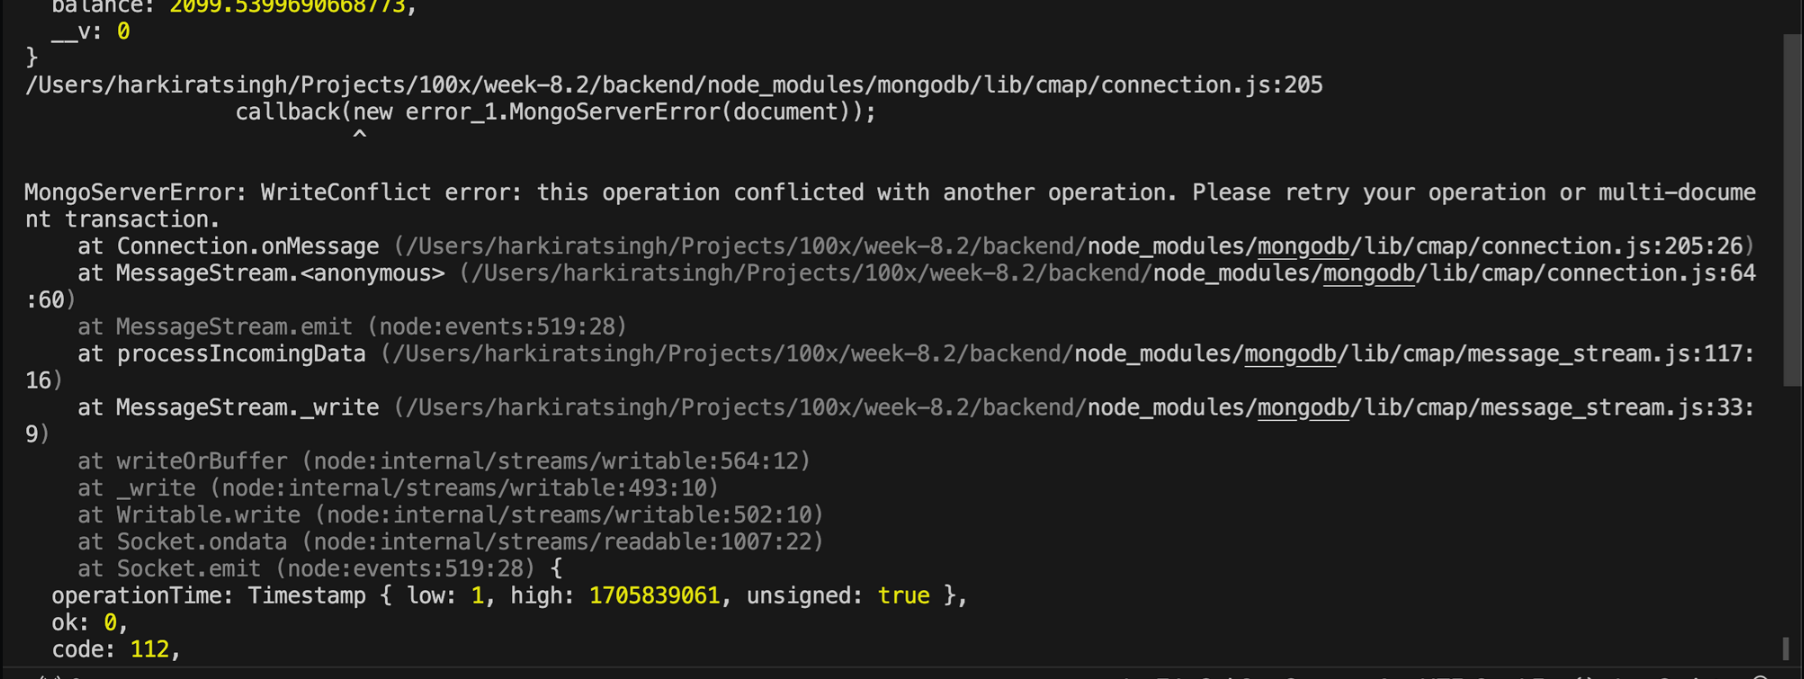 balance: 2099.5399690668773,
__v: 0
}
/Users/harkiratsingh/Projects/100x/week-8.2/backend/node_modules/mongodb/lib/cmap/connection.js:205
callback(new error_1.MongoServerError(document));
^
MongoServerError: WriteConflict error: this operation conflicted with another operation. Please retry your operation or multi-docume
nt transaction.
at Connection.onMessage (/Users/harkiratsingh/Projects/100x/week-8.2/backend/node_modules/mongodb/lib/cmap/connection.js:205:26)
at MessageStream.<anonymous> (/Users/harkiratsingh/Projects/100x/week-8.2/backend/node_modules/mongodb/lib/cmap/connection.js:64
:60)
at MessageStream.emit (node:events:519:28)
at processIncomingData (/Users/harkiratsingh/Projects/100x/week-8.2/backend/node_modules/mongodb/lib/cmap/message_stream.js:117:
16)
at MessageStream._write (/Users/harkiratsingh/Projects/100x/week-8.2/backend/node_modules/mongodb/lib/cmap/message_stream.js:33:
9)
at writeOrBuffer (node:internal/streams/writable:564:12)
at _write (node:internal/streams/writable:493:10)
at Writable.write (node:internal/streams/writable:502:10)
at Socket.ondata (node:internal/streams/readable:1007:22)
at Socket.emit (node:events:519:28) {
operationTime: Timestamp { low: 1, high: 1705839061, unsigned: true },
ok: 0,
code: 112,